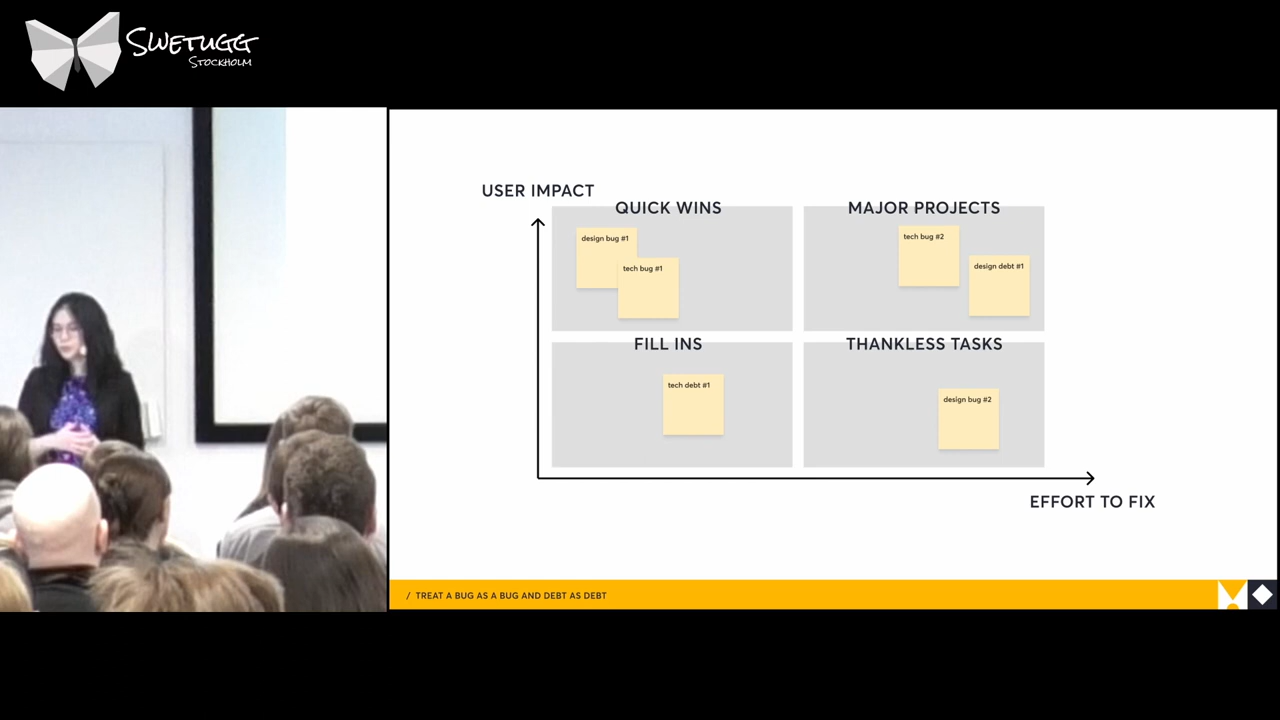 SWETUGG
STOCKHOLM
USER IMPACT
QUICK WINS
MAJOR PROJECTS
design bug #1
tech bug #1
tech bug #2
design debt #1
FILL INS
THANKLESS TASKS
tech debt #1
design bug #2
EFFORT TO FIX
/ TREAT A BUG AS A BUG AND DEBT AS DEBT